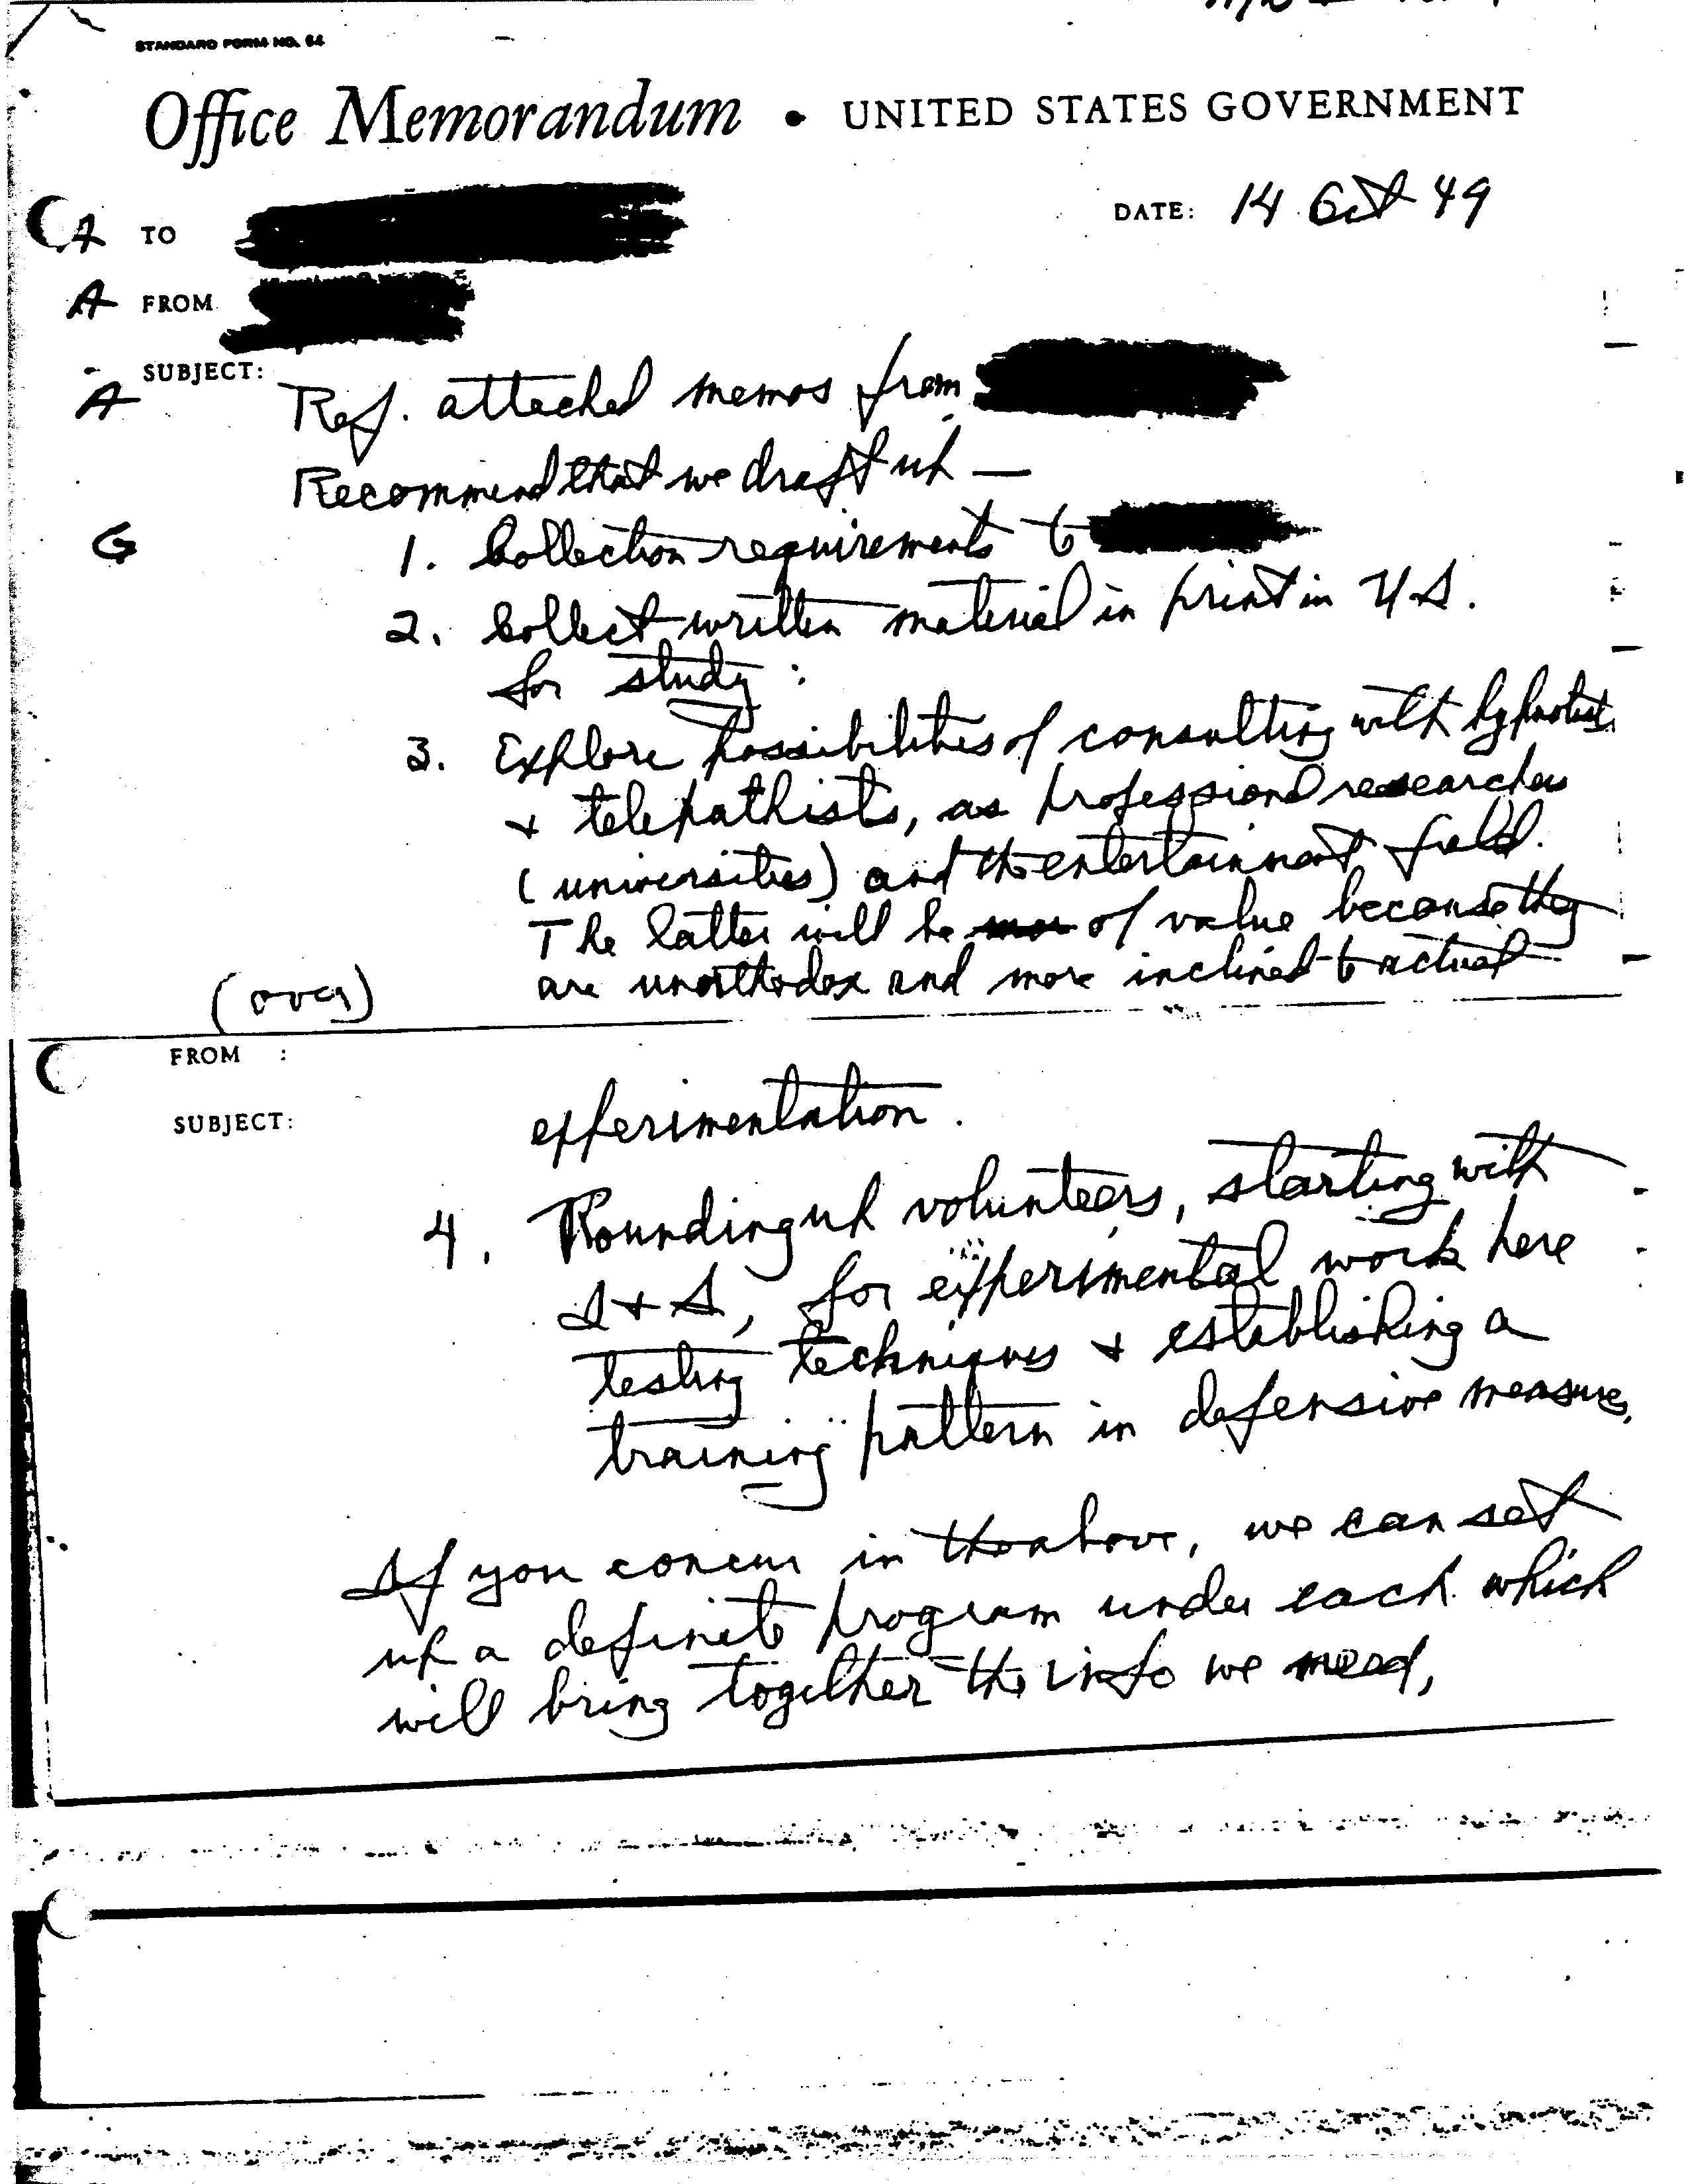 STANDARD FORM NO. 64
Office Memorandum • UNITED STATES GOVERNMENT
A TO
DATE: 14 Oct 49
A FROM
A SUBJECT:
Ref. attached memos from
Recommend that we draft up —
G
1. Collection requirements to
2. Collect written material in print in U.S.
for study:
3. Explore possibilities of consulting with hypnotists
+ telepathists, as professional researchers
(universities) and the entertainment field.
The latter will be of value because they
are unorthodox and more inclined to actual
(over)
FROM :
SUBJECT:
experimentation.
4. Rounding up volunteers, starting with
I + S, for experimental work here
testing techniques + establishing a
training pattern in defensive measures.
If you concur in the above, we can set
up a definite program under each which
will bring together the info we need,